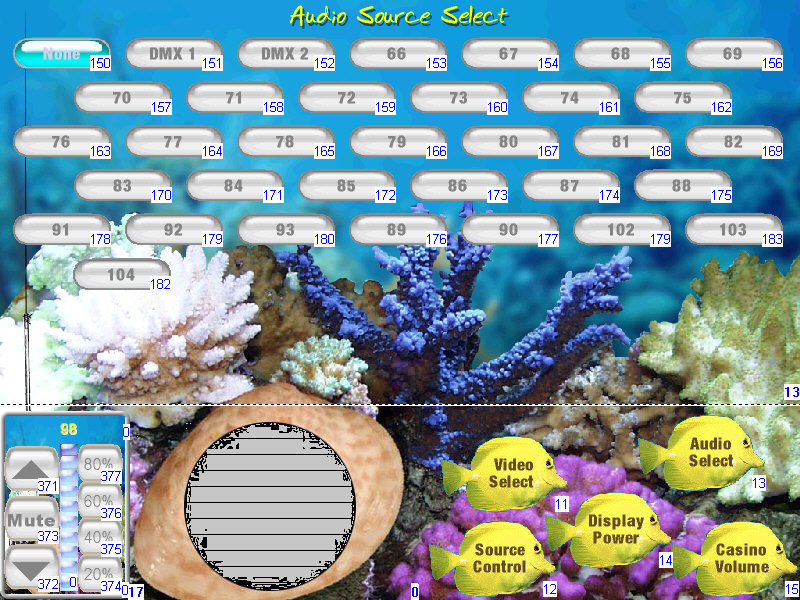 Audio Source Select
None 150 DMX 1 151 DMX 2 152 66 153 67 154 68 155 69 156
70 157 71 158 72 159 73 160 74 161 75 162
76 163 77 164 78 165 79 166 80 167 81 168 82 169
83 170 84 171 85 172 86 173 87 174 88 175
91 178 92 179 93 180 89 176 90 177 102 179 103 183
104 182
13
98 0
80% 377
371
60% 376
Mute 373
40% 375
372
0
20% 374
0 17
Video Select 11
Audio Select 13
Display Power 14
Source Control 12
Casino Volume 15
0